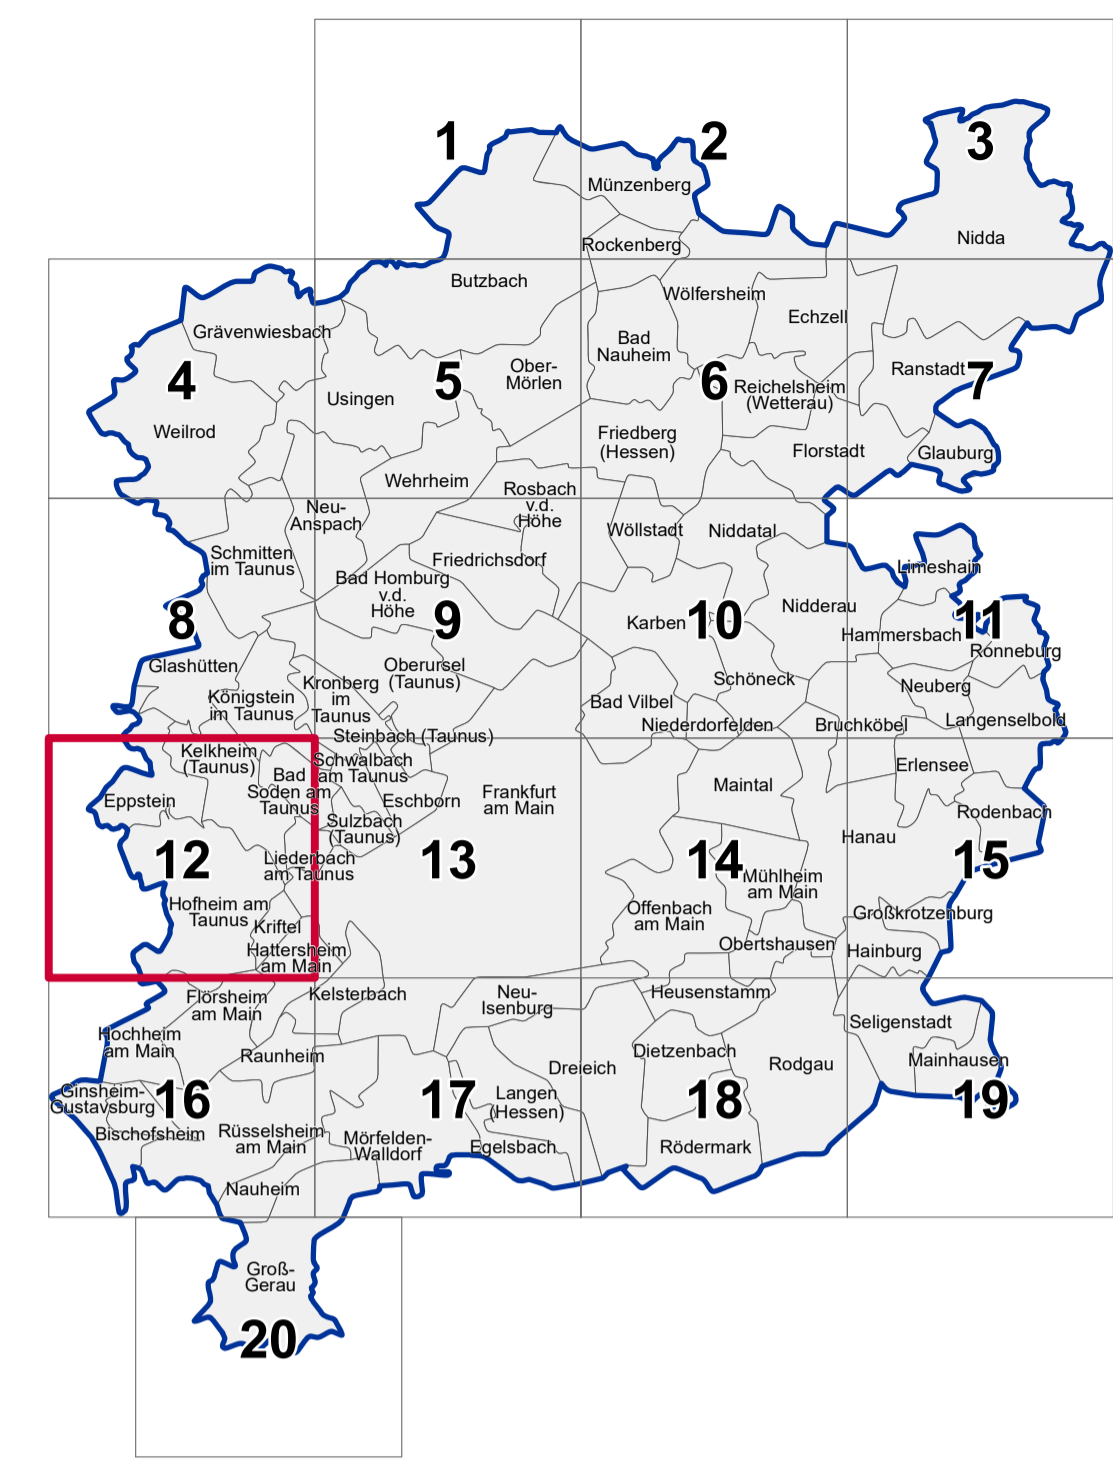 1
2
3
Münzenberg
Rockenberg
Nidda
Butzbach
Wölfersheim
Echzell
Grävenwiesbach
Bad
Nauheim
Ober-
Mörlen
Ranstadt
4
5
6
7
Usingen
Reichelsheim
(Wetterau)
Weilrod
Friedberg
(Hessen)
Florstadt
Glauburg
Wehrheim
Rosbach
v.d.
Höhe
Neu-
Anspach
Wöllstadt
Niddatal
Schmitten
im Taunus
Friedrichsdorf
Limeshain
Bad Homburg
v.d.
Höhe
8
9
10
11
Karben
Nidderau
Hammersbach
Ronneburg
Glashütten
Oberursel
(Taunus)
Königstein
im Taunus
Kronberg
im
Taunus
Schöneck
Neuberg
Bad Vilbel
Niederdorfelden
Bruchköbel
Langenselbold
Steinbach (Taunus)
Kelkheim
(Taunus)
Schwalbach
am Taunus
Erlensee
Bad
Soden am
Taunus
Eppstein
Eschborn
Frankfurt
am Main
Maintal
Rodenbach
Sulzbach
(Taunus)
Hanau
12
13
14
15
Liederbach
am Taunus
Mühlheim
am Main
Hofheim am
Taunus
Kriftel
Offenbach
am Main
Großkrotzenburg
Hattersheim
am Main
Obertshausen
Hainburg
Flörsheim
am Main
Kelsterbach
Neu-
Isenburg
Heusenstamm
Hochheim
am Main
Seligenstadt
Raunheim
Dreieich
Dietzenbach
Rodgau
Mainhausen
Ginsheim-
Gustavsburg
16
17
18
19
Langen
(Hessen)
Bischofsheim
Rüsselsheim
am Main
Mörfelden-
Walldorf
Egelsbach
Rödermark
Nauheim
Groß-
Gerau
20